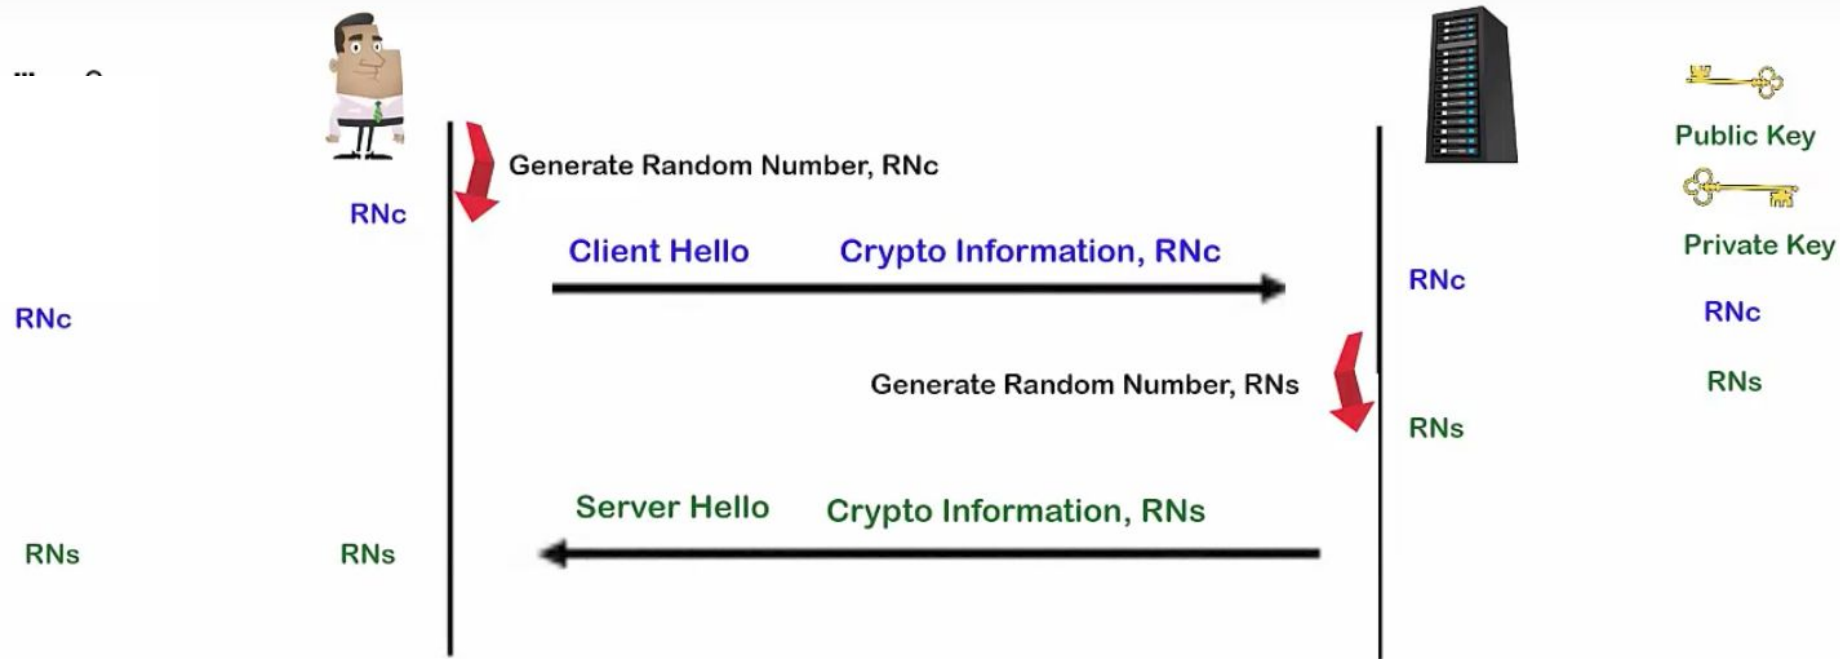 Public Key
Generate Random Number, RNc
RNc
Private Key
Client Hello
Crypto Information, RNc
RNc
RNc
RNc
Generate Random Number, RNs
RNs
RNs
Server Hello
Crypto Information, RNs
RNs
RNs